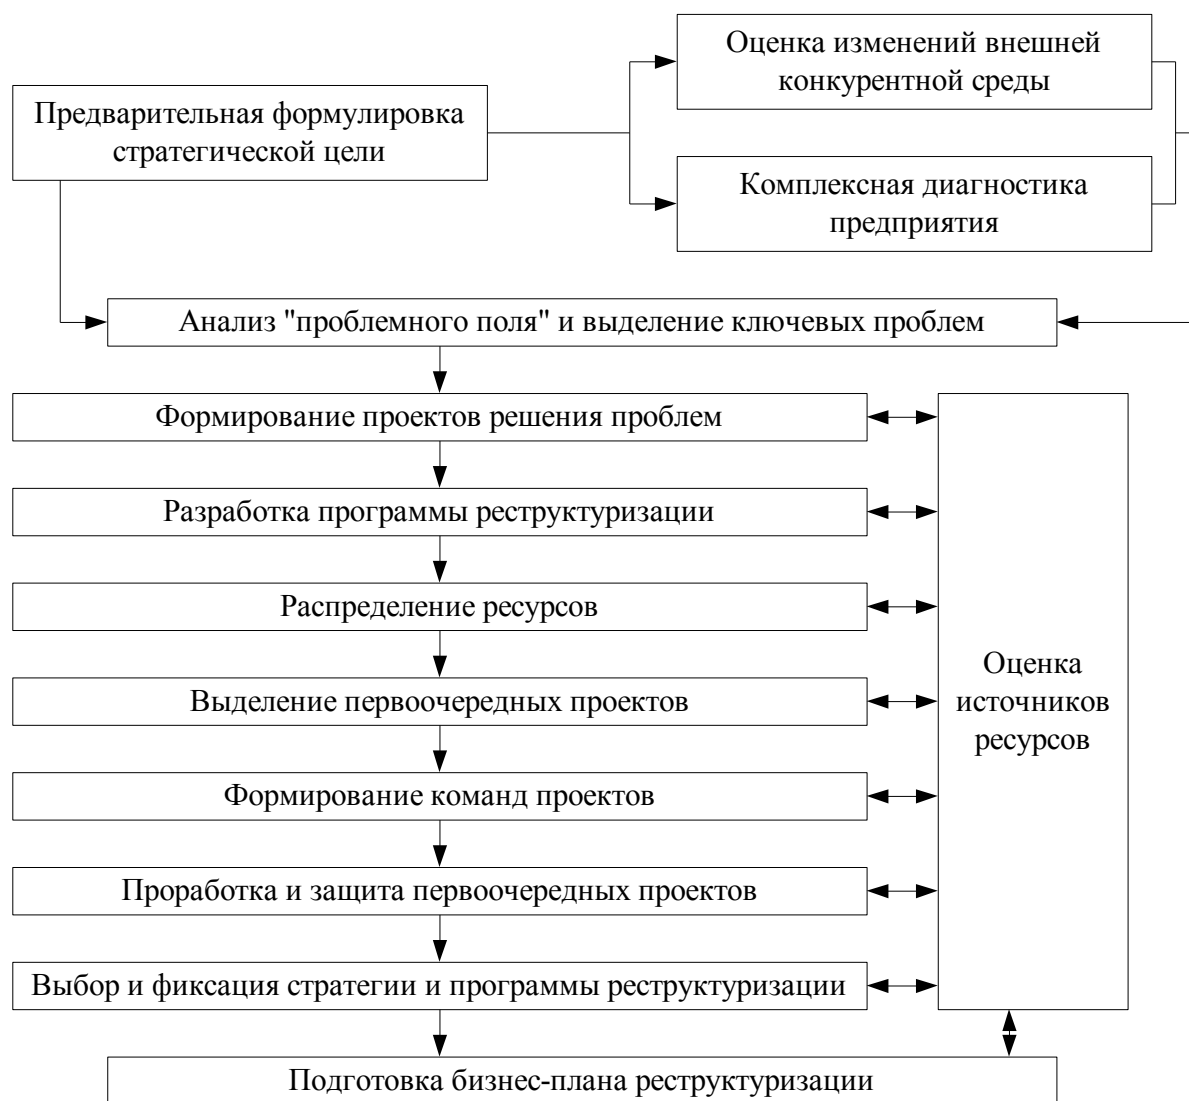 Оценка изменений внешней
конкурентной среды
Предварительная формулировка
стратегической цели
Комплексная диагностика
предприятия
Анализ "проблемного поля" и выделение ключевых проблем
Формирование проектов решения проблем
Разработка программы реструктуризации
Распределение ресурсов
Оценка
источников
ресурсов
Выделение первоочередных проектов
Формирование команд проектов
Проработка и защита первоочередных проектов
Выбор и фиксация стратегии и программы реструктуризации
Подготовка бизнес-плана реструктуризации